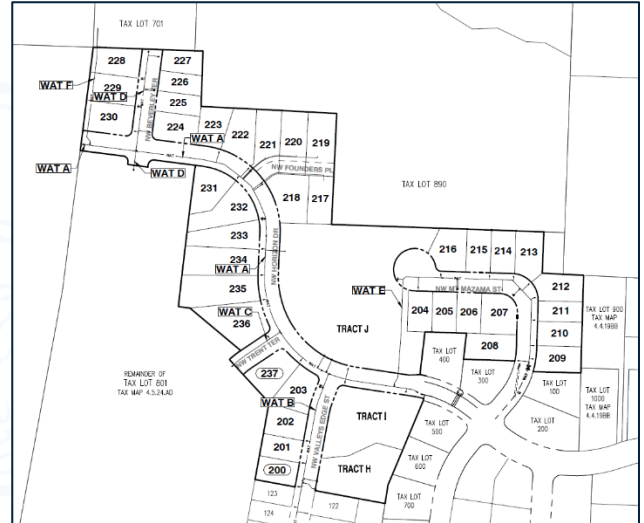 TAX LOT 701
228
227
WAT F
WAT D
NW BEVERLEY TER
226
229
225
230
224
223
222
221
220
219
WAT A
WAT A
WAT D
NW FOUNDERS PL
231
218
217
TAX LOT 890
232
233
234
WAT A
NW HORIZON DR
235
236
WAT C
216
215
214
213
WAT E
NW MT MAZAMA ST
212
204
205
206
207
211
TAX LOT 900
TAX MAP
4.4.19BB
210
TRACT J
208
209
TAX LOT
400
TAX LOT
300
TAX LOT
100
TAX LOT
1000
TAX MAP
4.4.19BB
TAX LOT
200
NW TRENT TER
REMAINDER OF
TAX LOT 801
TAX MAP 4.5.24.AD
237
203
WAT B
NW VALLEYS EDGE ST
TRACT I
TAX LOT
500
202
201
TAX LOT
600
200
TRACT H
TAX LOT
700
123
122
124